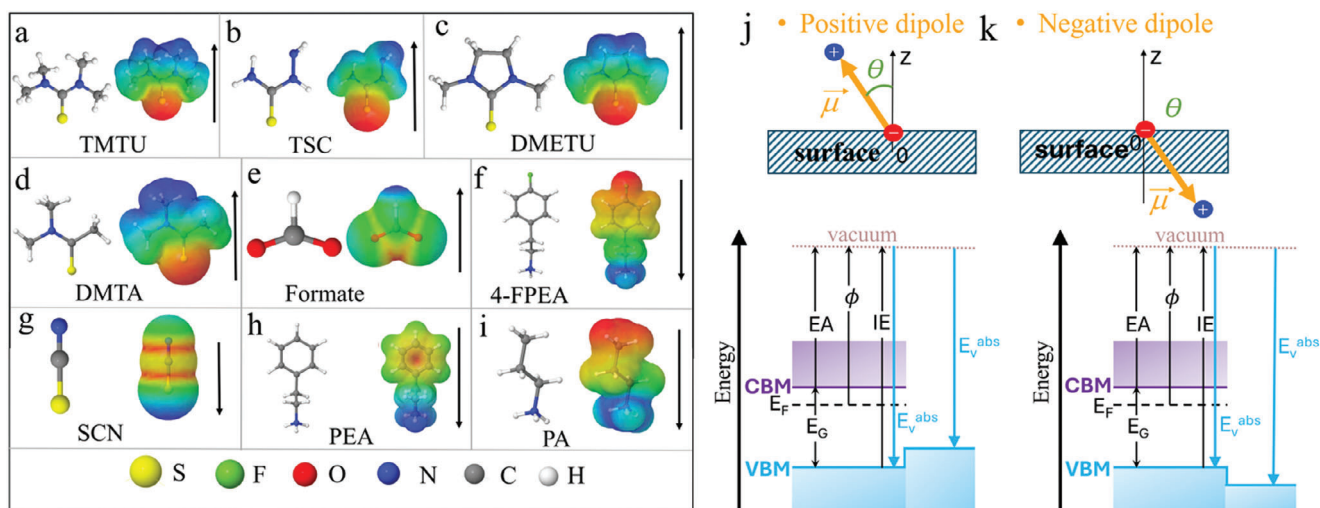 a
TMTU
b
TSC
c
DMETU
d
DMTA
e
Formate
f
4-FPEA
g
SCN
h
PEA
i
PA
S F O N C H
j • Positive dipole
z
θ
μ
+
−
surface 0
vacuum
Energy
EA ϕ IE
E_v^abs
CBM
E_F
E_G
E_v^abs
VBM
k • Negative dipole
z
θ
−
surface 0
μ
+
vacuum
Energy
EA ϕ IE
E_v^abs
CBM
E_F
E_G
E_v^abs
VBM